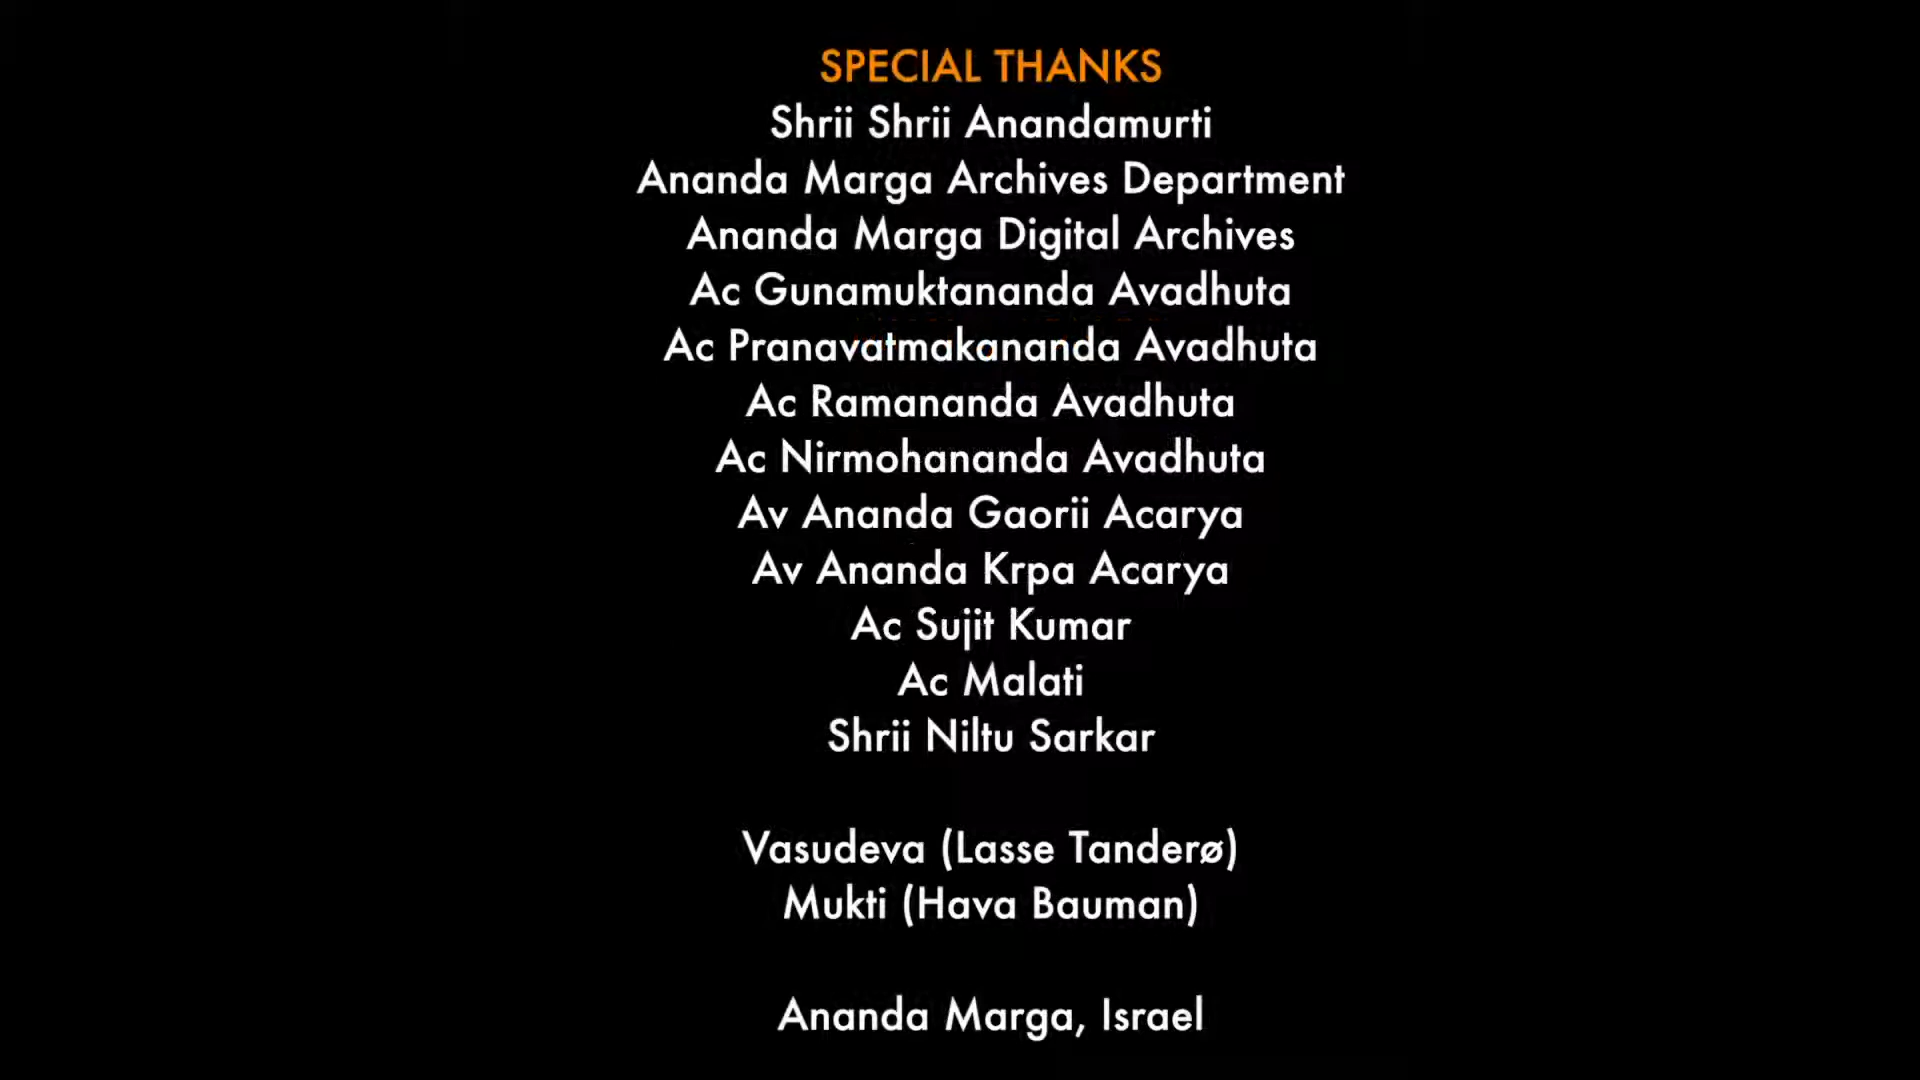 SPECIAL THANKS
Shrii Shrii Anandamurti
Ananda Marga Archives Department
Ananda Marga Digital Archives
Ac Gunamuktananda Avadhuta
Ac Pranavatmakananda Avadhuta
Ac Ramananda Avadhuta
Ac Nirmohananda Avadhuta
Av Ananda Gaorii Acarya
Av Ananda Krpa Acarya
Ac Sujit Kumar
Ac Malati
Shrii Niltu Sarkar
Vasudeva (Lasse Tanderø)
Mukti (Hava Bauman)
Ananda Marga, Israel